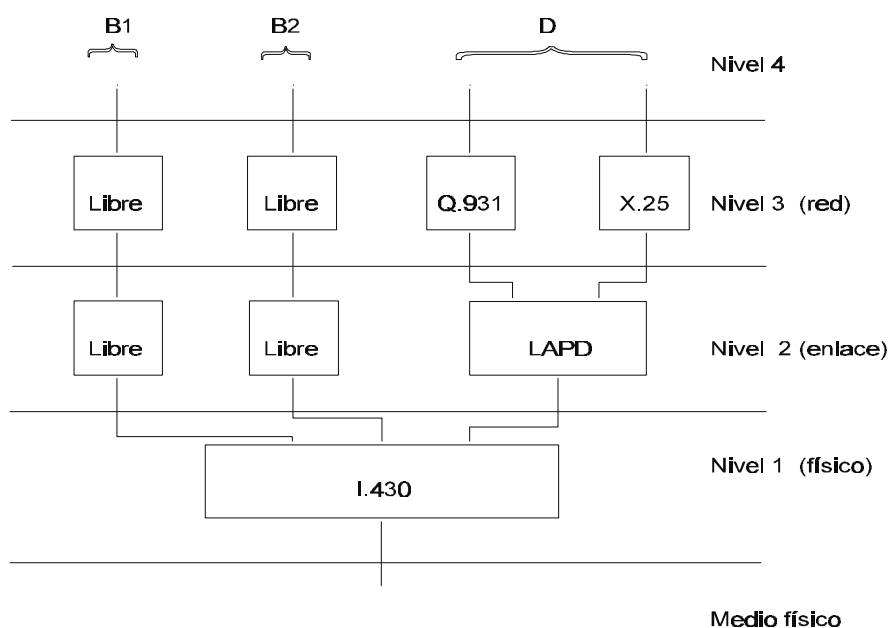 B1 B2 D
Nivel 4
Libre Libre Q.931 X.25 Nivel 3 (red)
Libre Libre LAPD Nivel 2 (enlace)
I.430 Nivel 1 (físico)
Medio físico